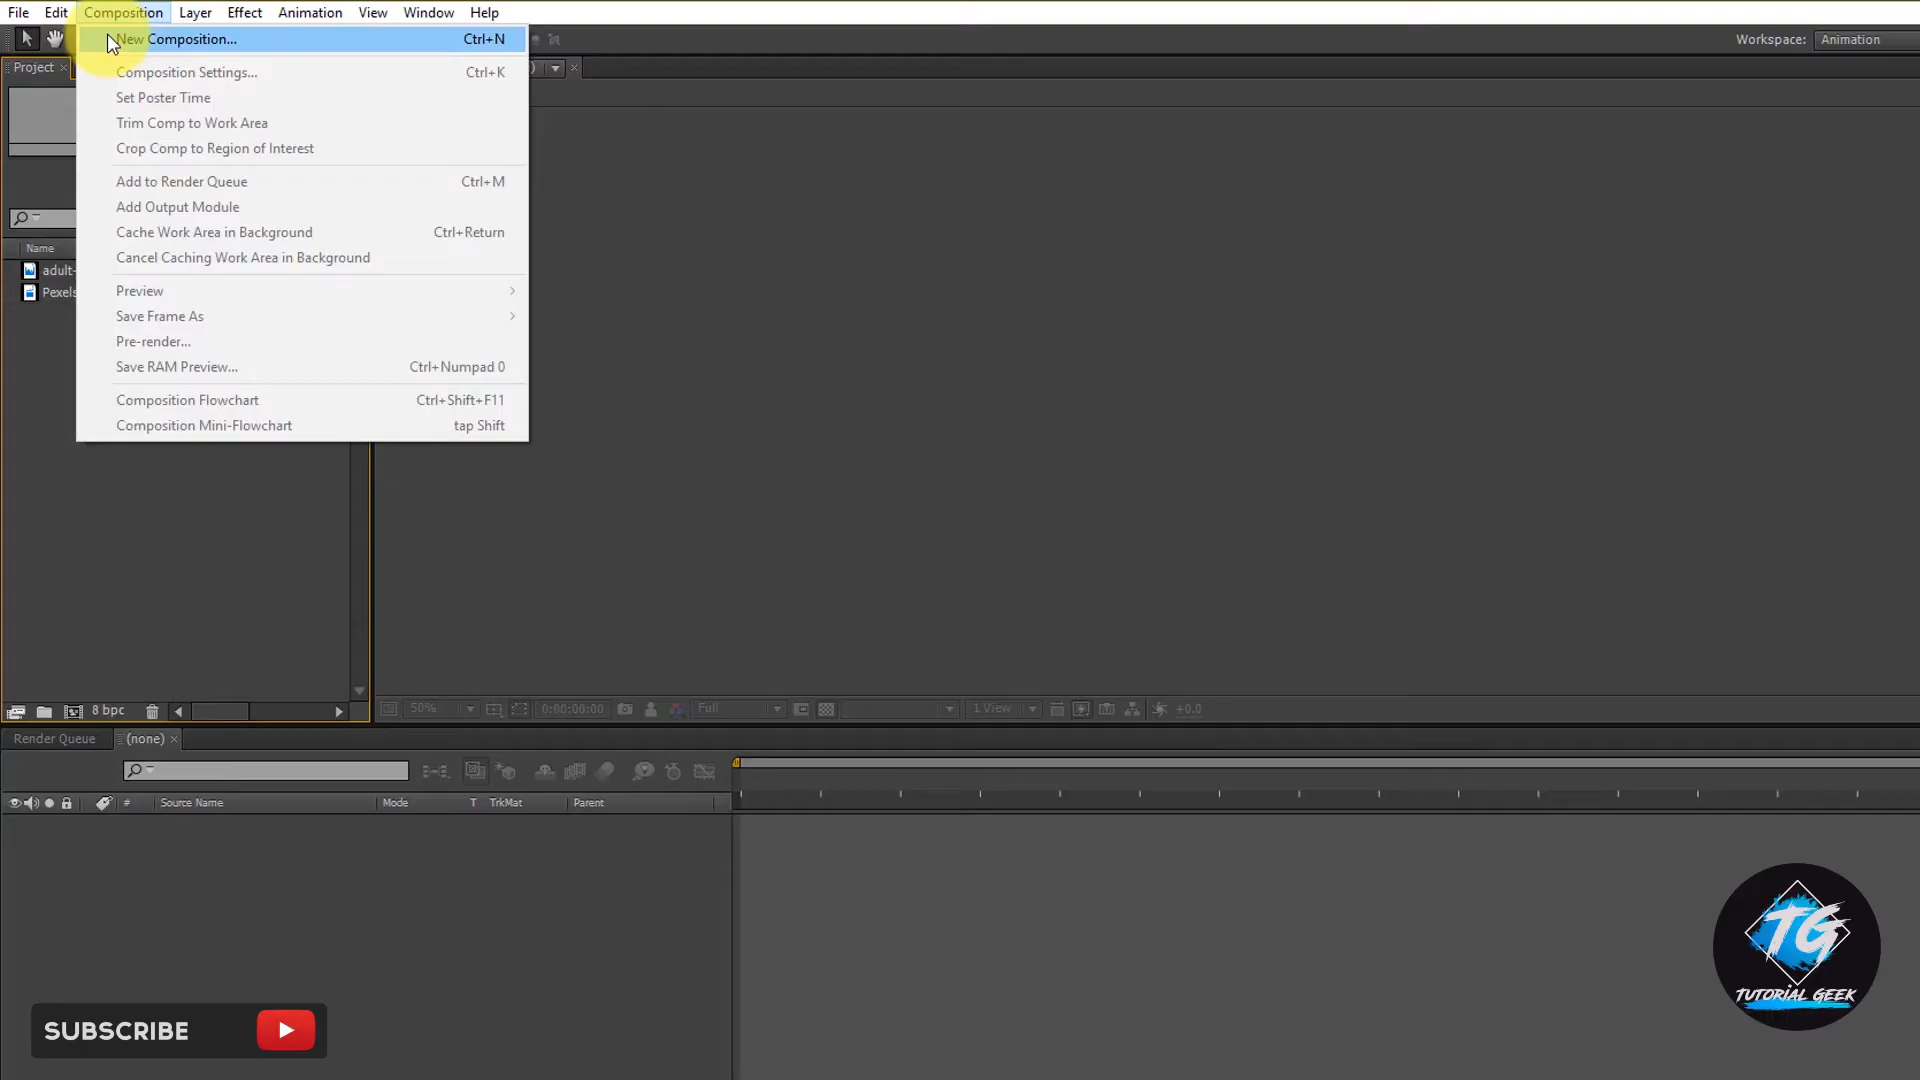 File Edit Composition Layer Effect Animation View Window Help
New Composition... Ctrl+N
Workspace: Animation
Project
Composition Settings... Ctrl+K
Set Poster Time
Trim Comp to Work Area
Crop Comp to Region of Interest
Add to Render Queue Ctrl+M
Add Output Module
Cache Work Area in Background Ctrl+Return
Name
Cancel Caching Work Area in Background
adult-
Preview
Pexels
Save Frame As
Pre-render...
Save RAM Preview... Ctrl+Numpad 0
Composition Flowchart Ctrl+Shift+F11
Composition Mini-Flowchart tap Shift
8 bpc
50% 0:00:00:00 Full 1 View +0.0
Render Queue (none)
# Source Name Mode T TrkMat Parent
TG
TUTORIAL GEEK
SUBSCRIBE